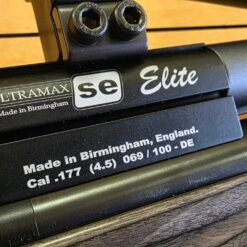 LTRAMAX se Elite
Made in Birmingham
Made in Birmingham, England.
Cal .177 (4.5) 069 / 100 - DE